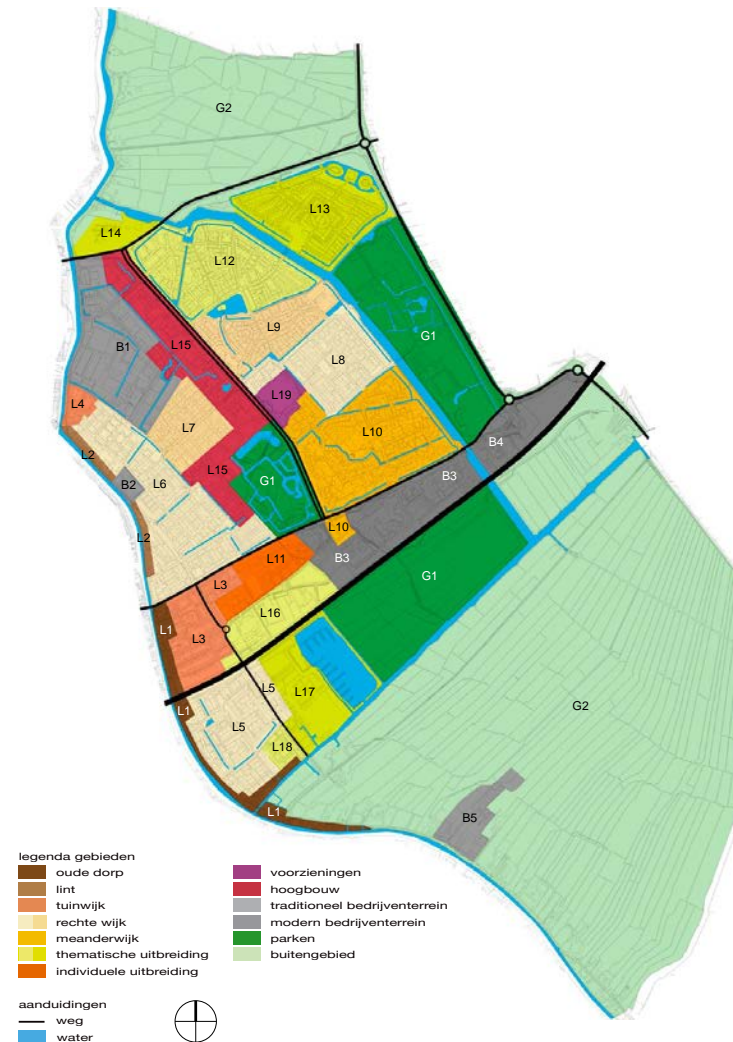 G2
L13
L14
L12
L9
G1
B1
L15
L8
L19
L4
L7
L10
L2
B4
L15
B3
B2
L6
G1
L10
L2
B3
L11
G1
L3
L16
L1
L3
L5
L17
L1
L5
G2
L18
L1
B5
legenda gebieden
oude dorp
lint
tuinwijk
rechte wijk
meanderwijk
thematische uitbreiding
individuele uitbreiding
voorzieningen
hoogbouw
traditioneel bedrijventerrein
modern bedrijventerrein
parken
buitengebied
aanduidingen
weg
water